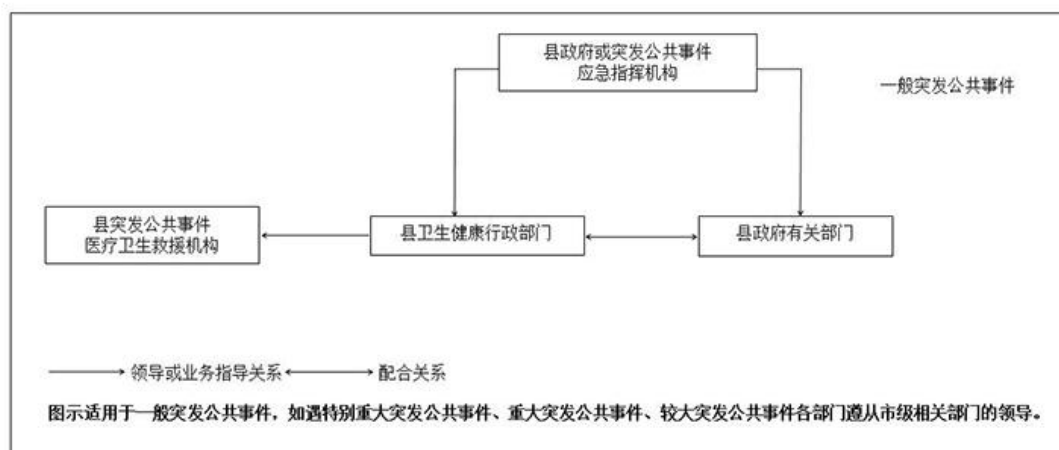 县政府或突发公共事件
应急指挥机构
一般突发公共事件
县突发公共事件
医疗卫生救援机构
县卫生健康行政部门
县政府有关部门
领导或业务指导关系
配合关系
图示适用于一般突发公共事件，如遇特别重大突发公共事件、重大突发公共事件、较大突发公共事件各部门遵从市级相关部门的领导。